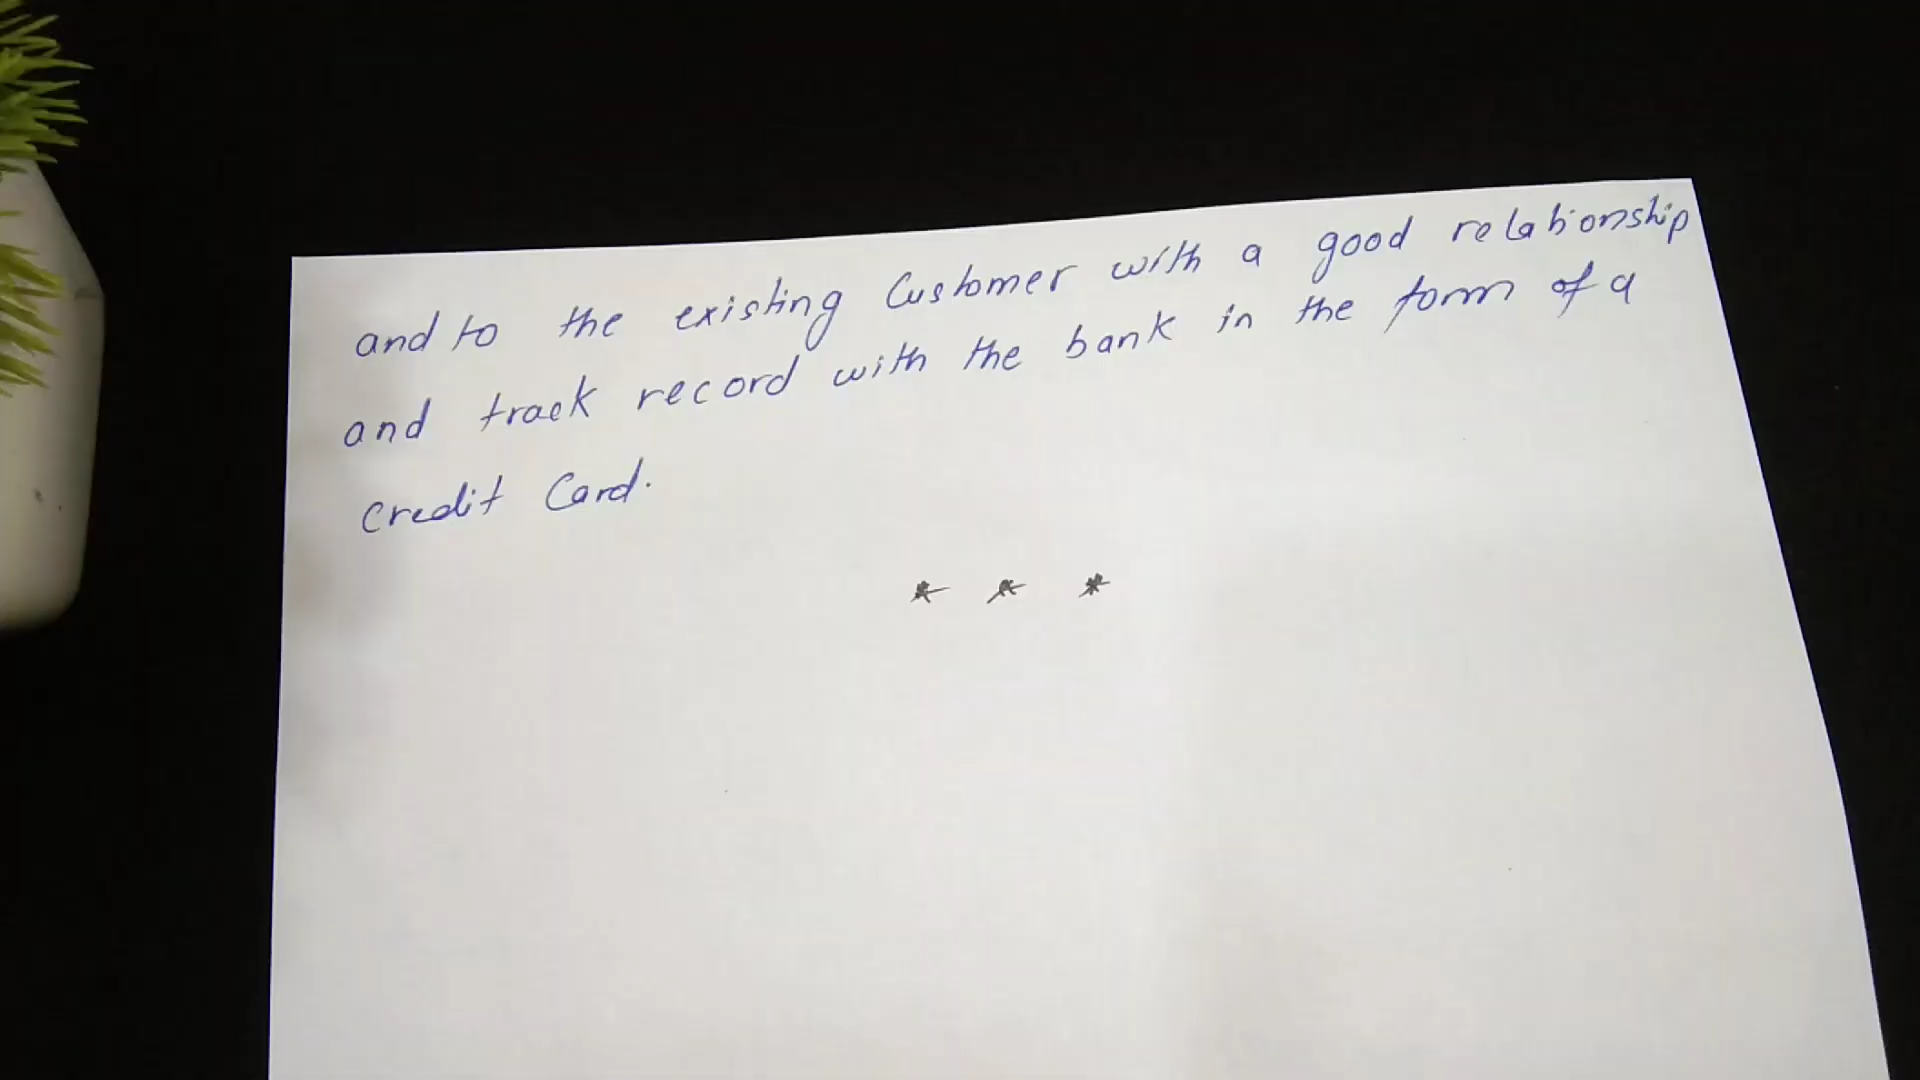 and to the existing Customer with a good relationship
and track record with the bank in the form of a
Credit Card.
* * *